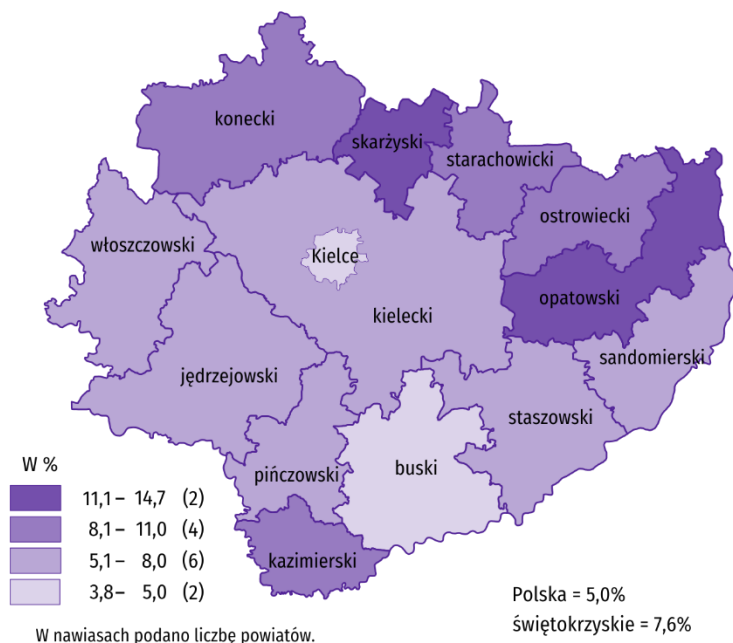 konecki
skarżyski
starachowicki
ostrowiecki
włoszczowski
Kielce
opatowski
kielecki
sandomierski
jędrzejowski
staszowski
pińczowski
buski
kazimierski
W %
11,1 – 14,7 (2)
8,1 – 11,0 (4)
5,1 – 8,0 (6)
3,8 – 5,0 (2)
Polska = 5,0%
świętokrzyskie = 7,6%
W nawiasach podano liczbę powiatów.